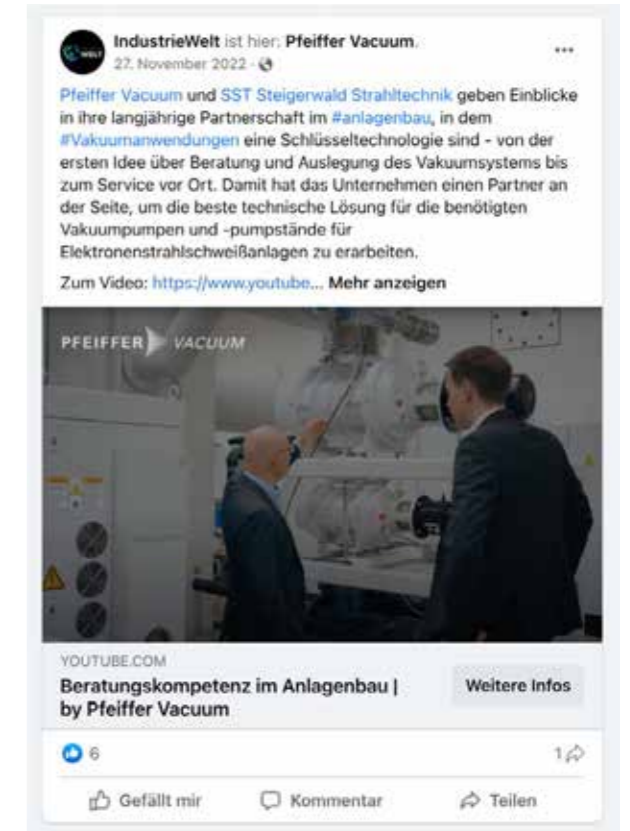 WELT
IndustrieWelt ist hier: Pfeiffer Vacuum.
27. November 2022 ·
Pfeiffer Vacuum und SST Steigerwald Strahltechnik geben Einblicke
in ihre langjährige Partnerschaft im #anlagenbau, in dem
#Vakuumanwendungen eine Schlüsseltechnologie sind - von der
ersten Idee über Beratung und Auslegung des Vakuumsystems bis
zum Service vor Ort. Damit hat das Unternehmen einen Partner an
der Seite, um die beste technische Lösung für die benötigten
Vakuumpumpen und -pumpstände für
Elektronenstrahlschweißanlagen zu erarbeiten.
Zum Video: https://www.youtube... Mehr anzeigen
PFEIFFER VACUUM
YOUTUBE.COM
Beratungskompetenz im Anlagenbau |
by Pfeiffer Vacuum
Weitere Infos
6
1
Gefällt mir
Kommentar
Teilen